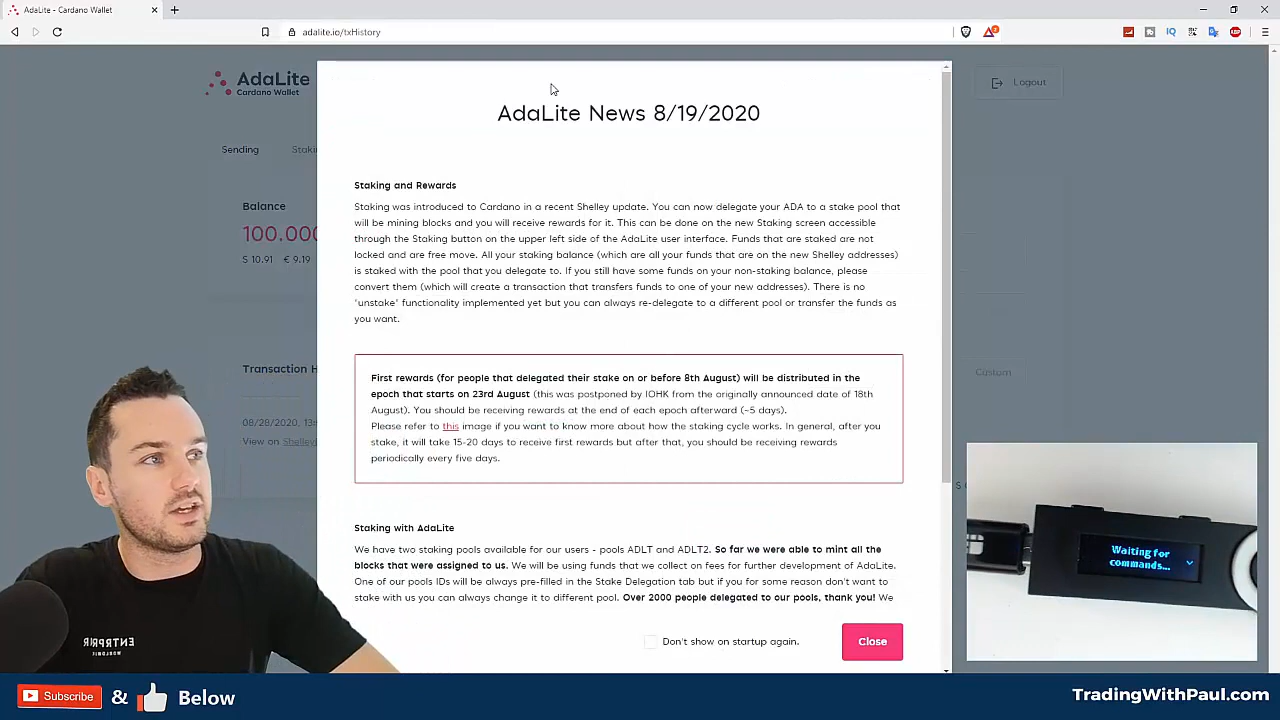 AdaLite - Cardano Wallet
adalite.io/txHistory
AdaLite
Cardano Wallet
Logout
Sending
Balance
100.000
$ 10.91 € 9.19
Custom
08/28/2020,
View on
AdaLite News 8/19/2020
Staking and Rewards
Staking was introduced to Cardano in a recent Shelley update. You can now delegate your ADA to a stake pool that
will be mining blocks and you will receive rewards for it. This can be done on the new Staking screen accessible
through the Staking button on the upper left side of the AdaLite user interface. Funds that are staked are not
locked and are free move. All your staking balance (which are all your funds that are on the new Shelley addresses)
is staked with the pool that you delegate to. If you still have some funds on your non-staking balance, please
convert them (which will create a transaction that transfers funds to one of your new addresses). There is no
"unstake" functionality implemented yet but you can always re-delegate to a different pool or transfer the funds as
you want.
First rewards (for people that delegated their stake on or before 8th August) will be distributed in the
epoch that starts on 23rd August (this was postponed by IOHK from the originally announced date of 18th
August). You should be receiving rewards at the end of each epoch afterward (~5 days).
Please refer to this image if you want to know more about how the staking cycle works. In general, after you
stake, it will take 15-20 days to receive first rewards but after that, you should be receiving rewards
periodically every five days.
Staking with AdaLite
We have two staking pools available for our users - pools ADLT and ADLT2. So far we were able to mint all the
blocks that were assigned to us. We will be using funds that we collect on fees for further development of AdaLite.
One of our pools IDs will be always pre-filled in the Stake Delegation tab but if you for some reason don't want to
stake with us you can always change it to different pool. Over 2000 people delegated to our pools, thank you! We
Don't show on startup again.
Close
Waiting for
commands...
Subscribe & Below
TradingWithPaul.com